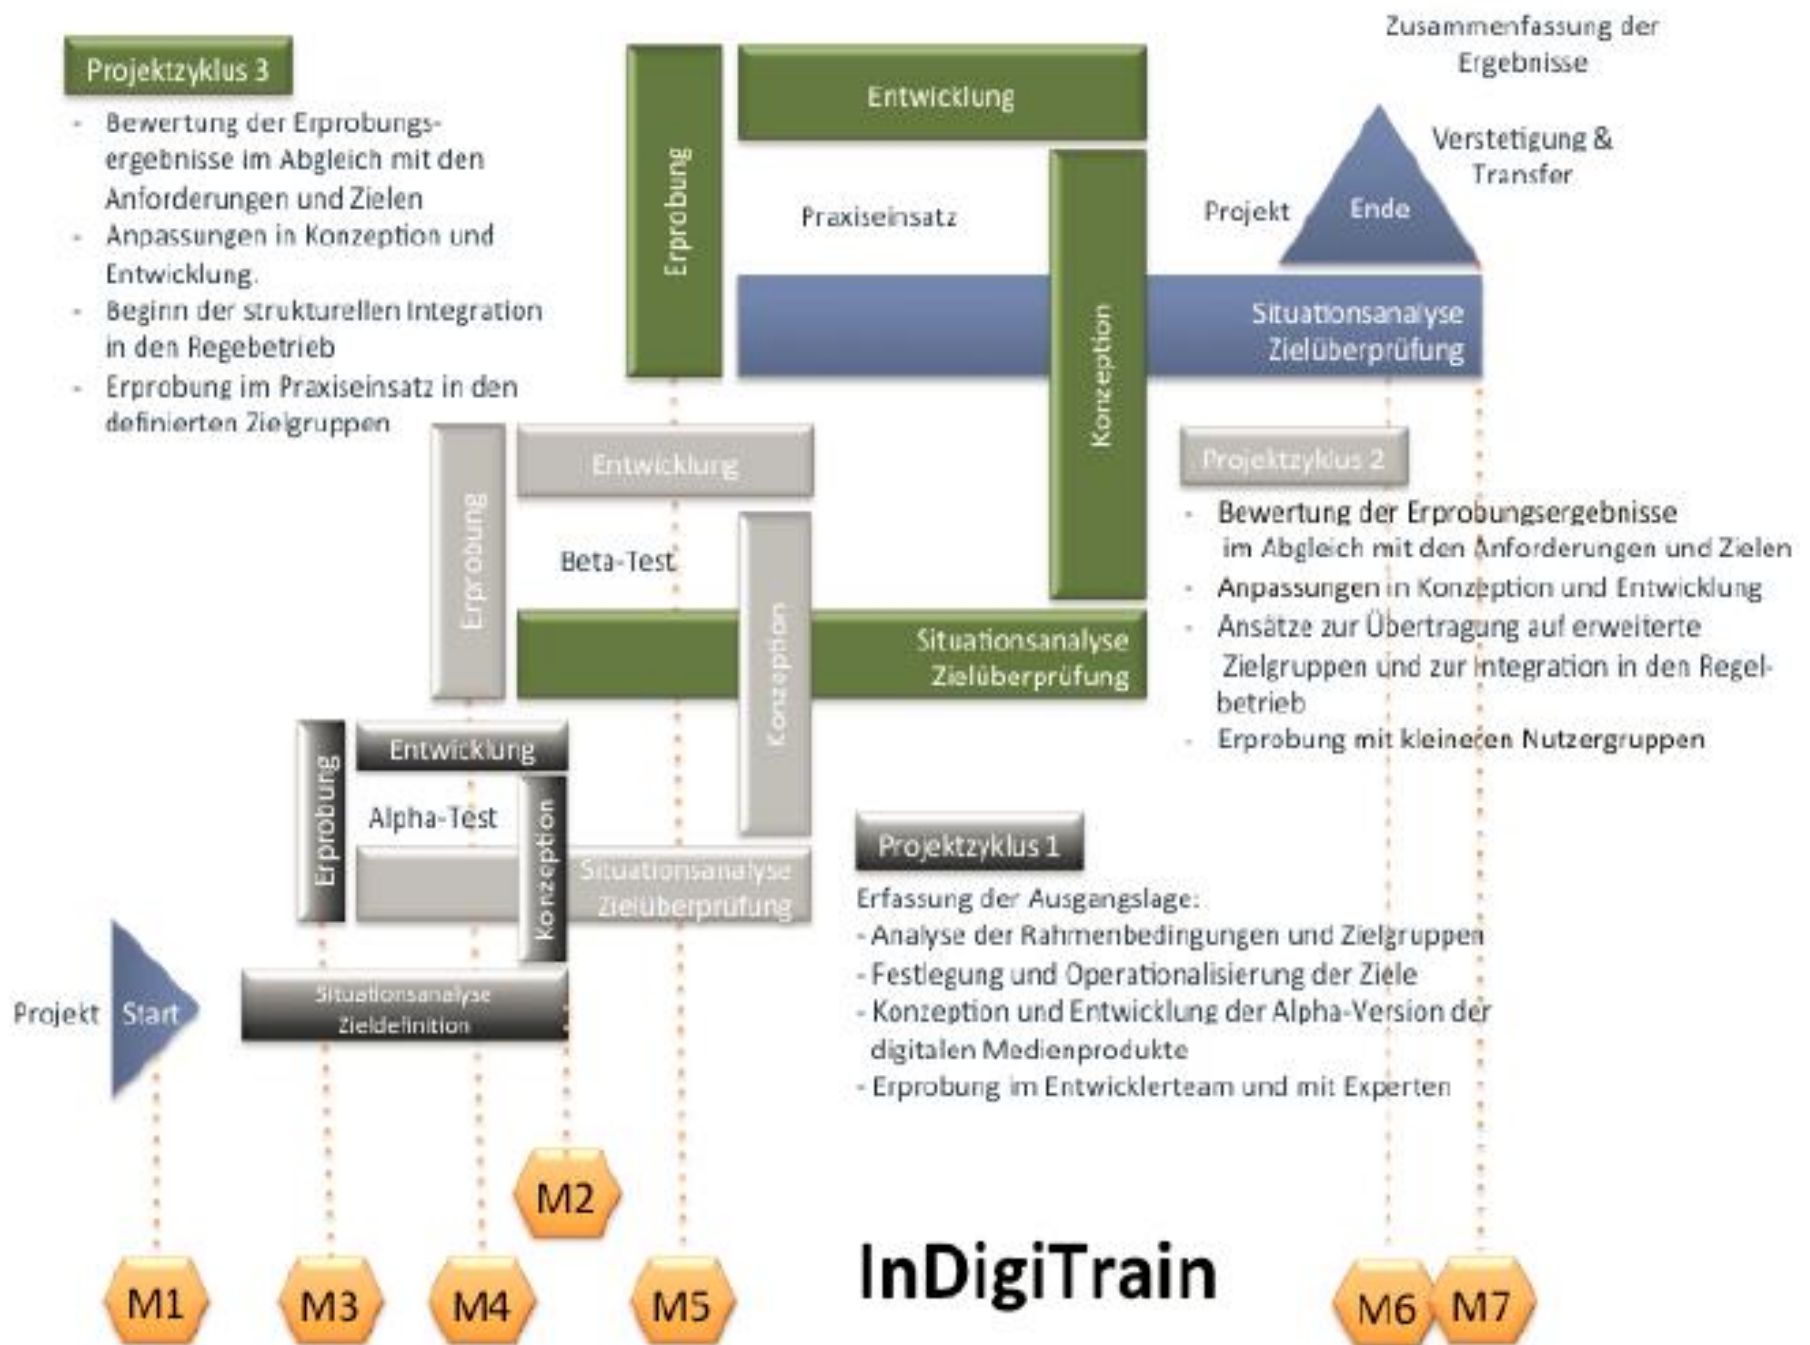 Projektzyklus 3
- Bewertung der Erprobungs-
ergebnisse im Abgleich mit den
Anforderungen und Zielen
- Anpassungen in Konzeption und
Entwicklung.
- Beginn der strukturellen Integration
in den Regebetrieb
- Erprobung im Praxiseinsatz in den
definierten Zielgruppen
Erprobung
Entwicklung
Praxiseinsatz
Konzeption
Situationsanalyse
Zielüberprüfung
Zusammenfassung der
Ergebnisse
Verstetigung &
Transfer
Projekt
Ende
Erprobung
Entwicklung
Beta-Test
Konzeption
Situationsanalyse
Zielüberprüfung
Projektzyklus 2
- Bewertung der Erprobungsergebnisse
im Abgleich mit den Anforderungen und Zielen
- Anpassungen in Konzeption und Entwicklung
- Ansätze zur Übertragung auf erweiterte
Zielgruppen und zur Integration in den Regel-
betrieb
- Erprobung mit kleineren Nutzergruppen
Erprobung
Entwicklung
Alpha-Test
Konzeption
Situationsanalyse
Zielüberprüfung
Projektzyklus 1
Erfassung der Ausgangslage:
- Analyse der Rahmenbedingungen und Zielgruppen
- Festlegung und Operationalisierung der Ziele
- Konzeption und Entwicklung der Alpha-Version der
digitalen Medienprodukte
- Erprobung im Entwicklerteam und mit Experten
Projekt
Start
Situationsanalyse
Zieldefinition
M2
M1
M3
M4
M5
InDigiTrain
M6
M7